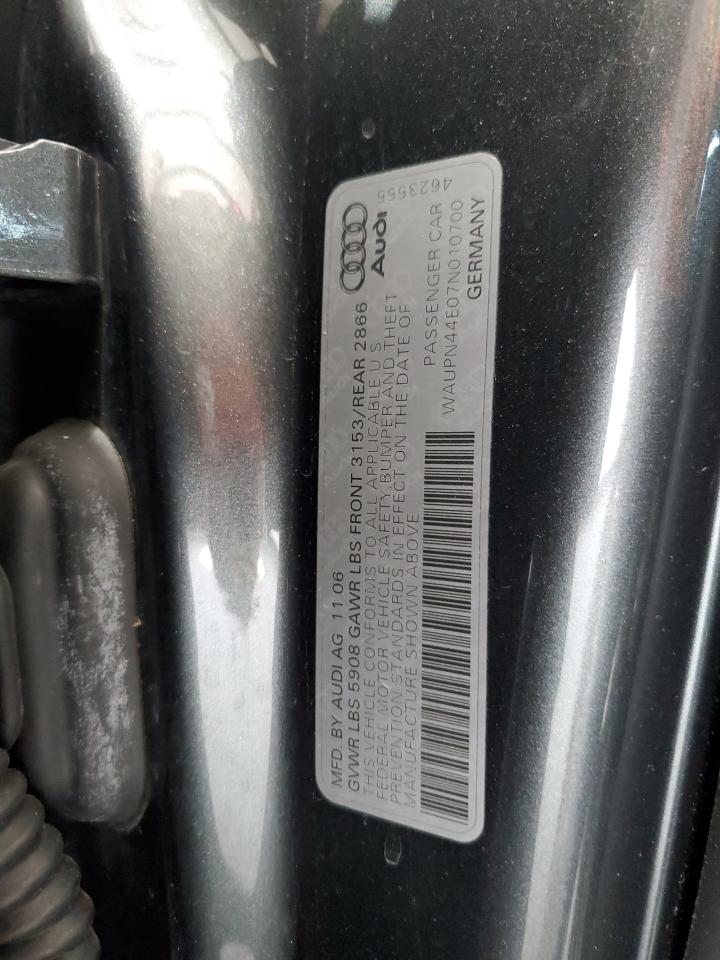 MFD. BY AUDI AG 11 06
GVWR LBS 5908 GAWR LBS FRONT 3153/REAR 2866
THIS VEHICLE CONFORMS TO ALL APPLICABLE U S
FEDERAL MOTOR VEHICLE SAFETY, BUMPER AND THEFT
PREVENTION STANDARDS IN EFFECT ON THE DATE OF
MANUFACTURE SHOWN ABOVE
Audi
4623555
PASSENGER CAR
WAUPN44E07N010700
GERMANY